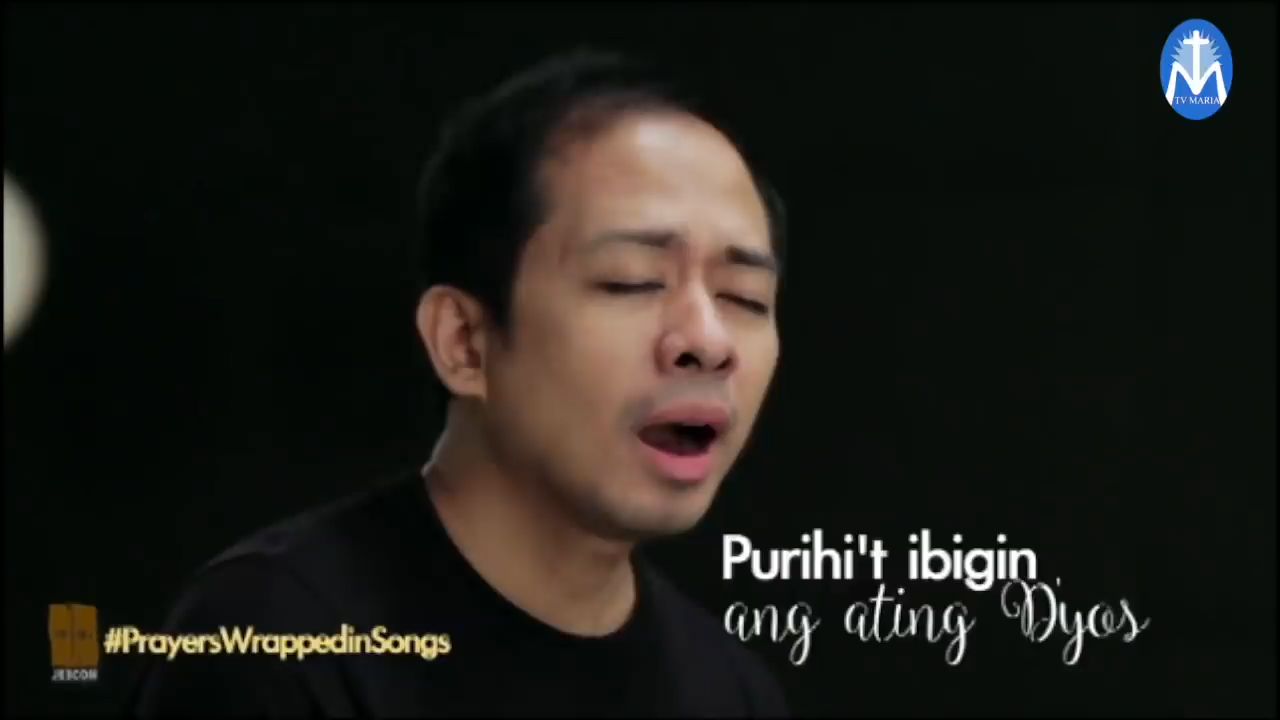 TV MARIA
Purihi't ibigin
ang ating D'yos
#PrayersWrappedinSongs
JESCOM